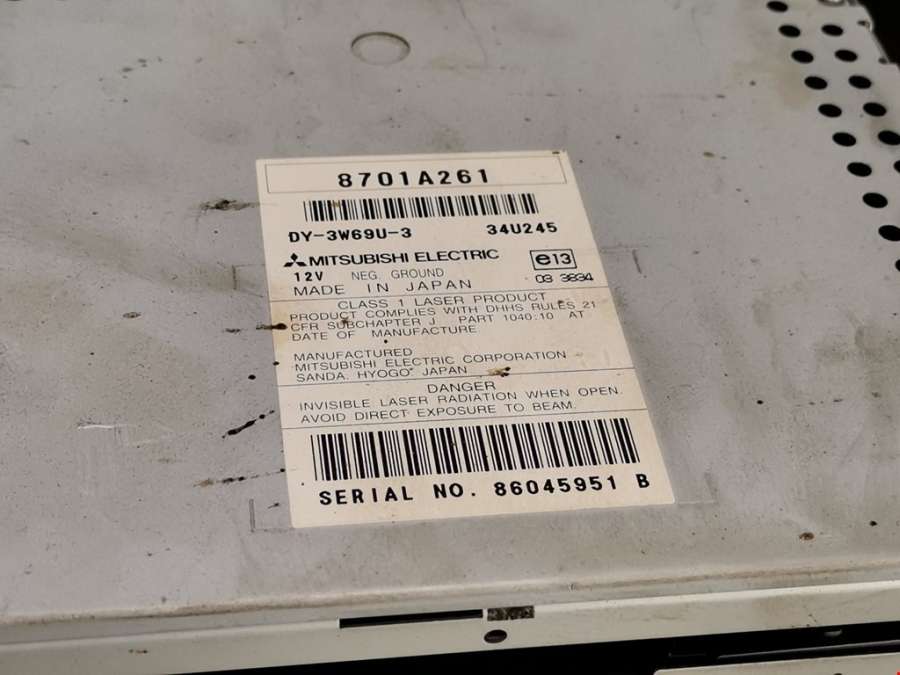 8701A261
DY-3W69U-3 34U245
MITSUBISHI ELECTRIC e13
12V NEG. GROUND 03 3834
MADE IN JAPAN
CLASS 1 LASER PRODUCT
PRODUCT COMPLIES WITH DHHS RULES 21
CFR SUBCHAPTER J PART 1040:10 AT
DATE OF MANUFACTURE
MANUFACTURED
MITSUBISHI ELECTRIC CORPORATION
SANDA. HYOGO JAPAN
DANGER
INVISIBLE LASER RADIATION WHEN OPEN.
AVOID DIRECT EXPOSURE TO BEAM.
SERIAL NO. 86045951 B